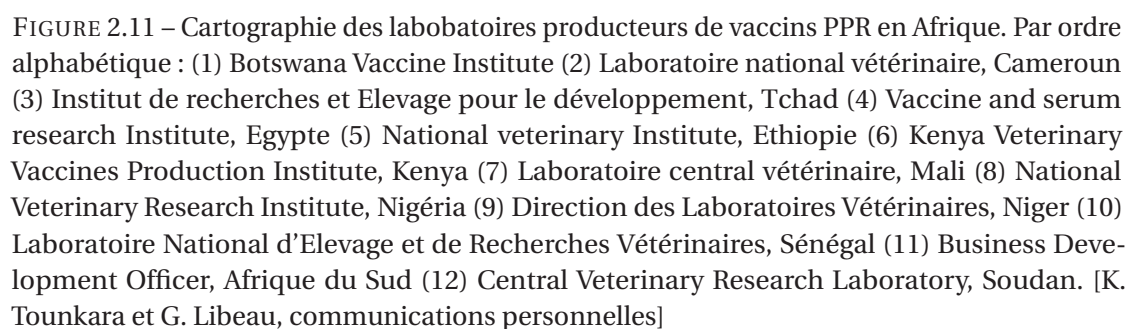 FIGURE 2.11 – Cartographie des labobatoires producteurs de vaccins PPR en Afrique. Par ordre
alphabétique : (1) Botswana Vaccine Institute (2) Laboratoire national vétérinaire, Cameroun
(3) Institut de recherches et Elevage pour le développement, Tchad (4) Vaccine and serum
research Institute, Egypte (5) National veterinary Institute, Ethiopie (6) Kenya Veterinary
Vaccines Production Institute, Kenya (7) Laboratoire central vétérinaire, Mali (8) National
Veterinary Research Institute, Nigéria (9) Direction des Laboratoires Vétérinaires, Niger (10)
Laboratoire National d'Elevage et de Recherches Vétérinaires, Sénégal (11) Business Deve-
lopment Officer, Afrique du Sud (12) Central Veterinary Research Laboratory, Soudan. [K.
Tounkara et G. Libeau, communications personnelles]